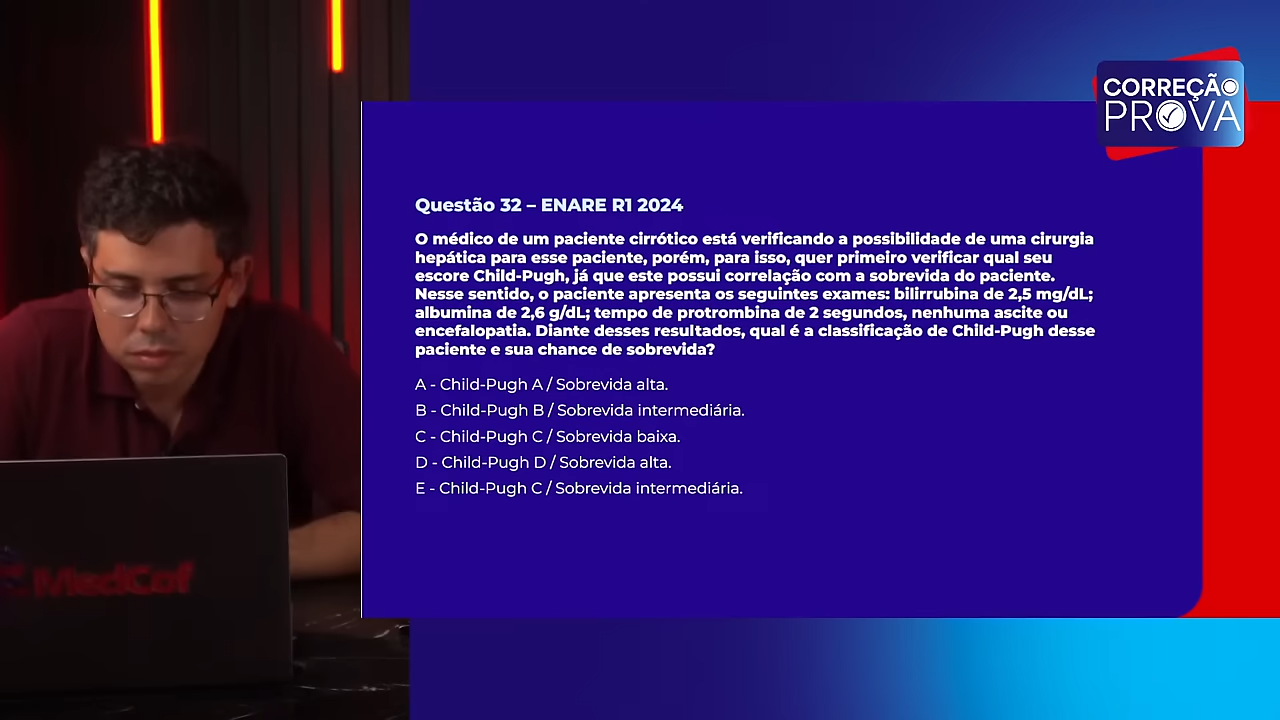 CORREÇÃO
PROVA
Questão 32 – ENARE R1 2024
O médico de um paciente cirrótico está verificando a possibilidade de uma cirurgia
hepática para esse paciente, porém, para isso, quer primeiro verificar qual seu
escore Child-Pugh, já que este possui correlação com a sobrevida do paciente.
Nesse sentido, o paciente apresenta os seguintes exames: bilirrubina de 2,5 mg/dL;
albumina de 2,6 g/dL; tempo de protrombina de 2 segundos, nenhuma ascite ou
encefalopatia. Diante desses resultados, qual é a classificação de Child-Pugh desse
paciente e sua chance de sobrevida?
A - Child-Pugh A / Sobrevida alta.
B - Child-Pugh B / Sobrevida intermediária.
C - Child-Pugh C / Sobrevida baixa.
D - Child-Pugh D / Sobrevida alta.
E - Child-Pugh C / Sobrevida intermediária.
MedCof